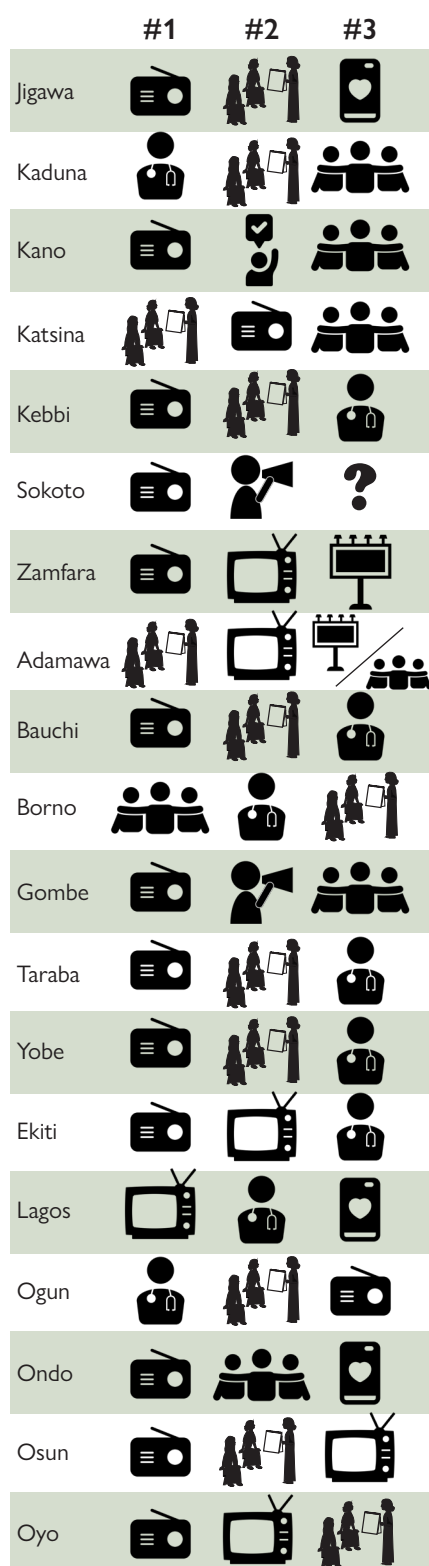 #1 #2 #3
Jigawa
Kaduna
Kano
Katsina
Kebbi
Sokoto
?
Zamfara
Adamawa
Bauchi
Borno
Gombe
Taraba
Yobe
Ekiti
Lagos
Ogun
Ondo
Osun
Oyo